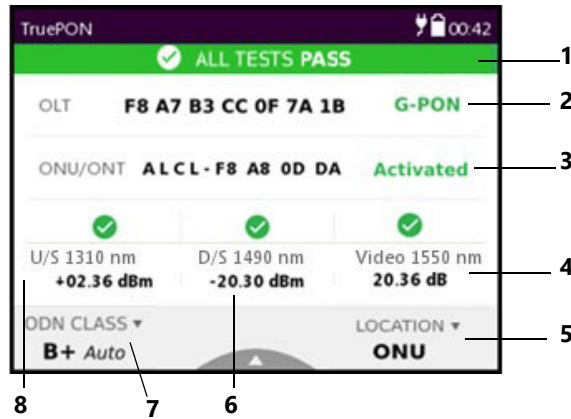 TruePON 00:42
ALL TESTS PASS 1
OLT F8 A7 B3 CC 0F 7A 1B G-PON 2
ONU/ONT ALCL-F8 A8 0D DA Activated 3
U/S 1310 nm D/S 1490 nm Video 1550 nm
+02.36 dBm -20.30 dBm 20.36 dB 4
ODN CLASS ▾ LOCATION ▾ 5
B+ Auto ONU
8 7 6